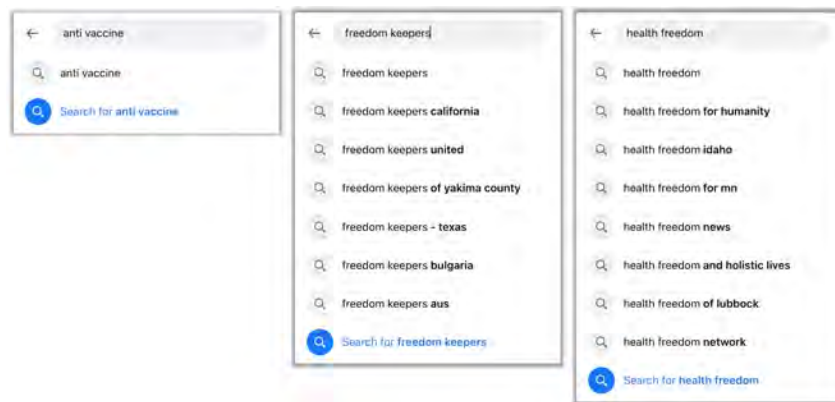 anti vaccine
anti vaccine
Search for anti vaccine
freedom keepers
freedom keepers
freedom keepers california
freedom keepers united
freedom keepers of yakima county
freedom keepers - texas
freedom keepers bulgaria
freedom keepers aus
Search for freedom keepers
health freedom
health freedom
health freedom for humanity
health freedom idaho
health freedom for mn
health freedom news
health freedom and holistic lives
health freedom of lubbock
health freedom network
Search for health freedom